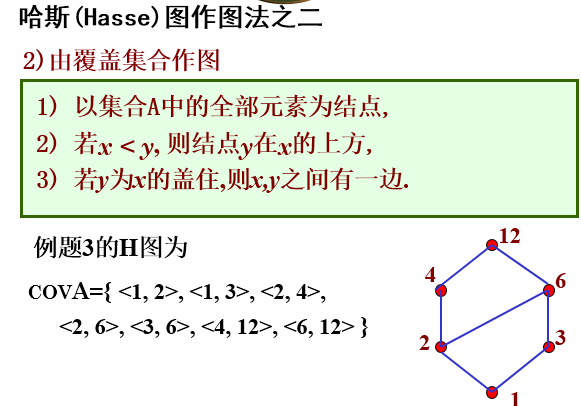 哈斯(Hasse)图作图法之二
2)由覆盖集合作图
1) 以集合A中的全部元素为结点,
2) 若x < y, 则结点y在x的上方,
3) 若y为x的盖住,则x,y之间有一边.
例题3的H图为
COVA={ <1, 2>, <1, 3>, <2, 4>,
<2, 6>, <3, 6>, <4, 12>, <6, 12> }
12
4
6
2
3
1